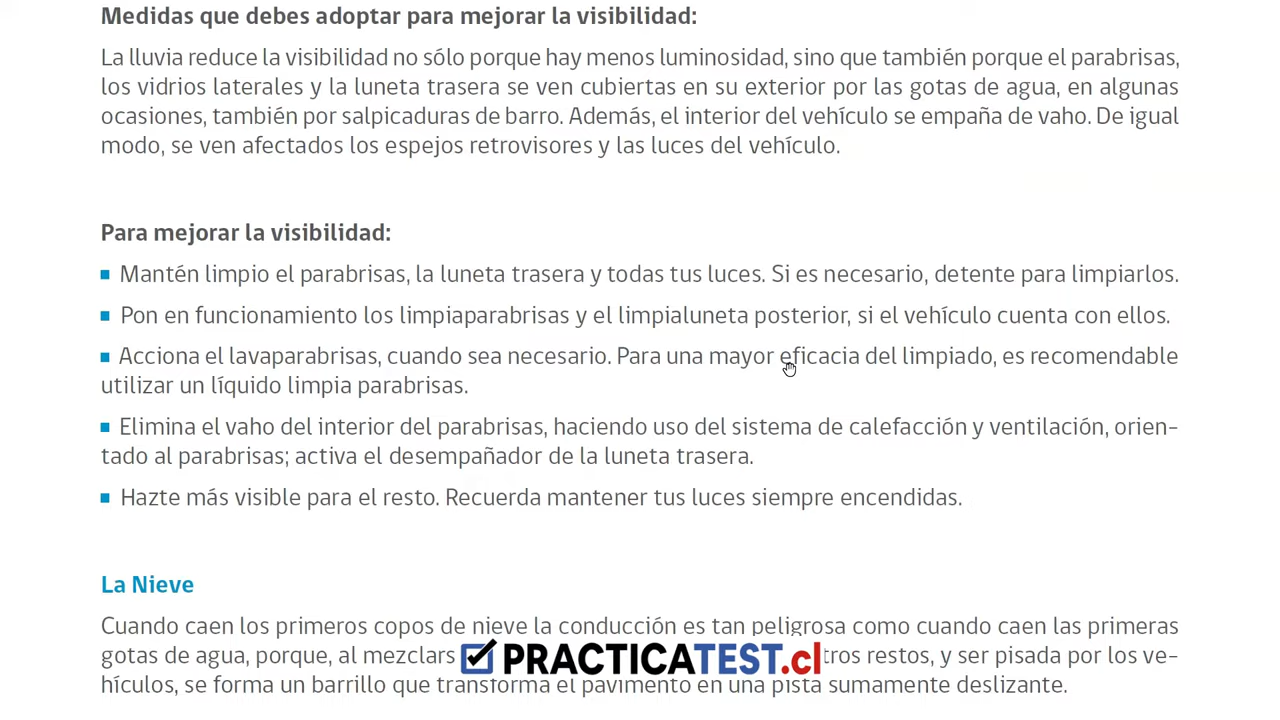 Medidas que debes adoptar para mejorar la visibilidad:
La lluvia reduce la visibilidad no sólo porque hay menos luminosidad, sino que también porque el parabrisas,
los vidrios laterales y la luneta trasera se ven cubiertas en su exterior por las gotas de agua, en algunas
ocasiones, también por salpicaduras de barro. Además, el interior del vehículo se empaña de vaho. De igual
modo, se ven afectados los espejos retrovisores y las luces del vehículo.
Para mejorar la visibilidad:
Mantén limpio el parabrisas, la luneta trasera y todas tus luces. Si es necesario, detente para limpiarlos.
Pon en funcionamiento los limpiaparabrisas y el limpialuneta posterior, si el vehículo cuenta con ellos.
Acciona el lavaparabrisas, cuando sea necesario. Para una mayor eficacia del limpiado, es recomendable
utilizar un líquido limpia parabrisas.
Elimina el vaho del interior del parabrisas, haciendo uso del sistema de calefacción y ventilación, orien-
tado al parabrisas; activa el desempañador de la luneta trasera.
Hazte más visible para el resto. Recuerda mantener tus luces siempre encendidas.
La Nieve
Cuando caen los primeros copos de nieve la conducción es tan peligrosa como cuando caen las primeras
gotas de agua, porque, al mezclars PRACTICATEST.cl tros restos, y ser pisada por los ve-
hículos, se forma un barrillo que transforma el pavimento en una pista sumamente deslizante.